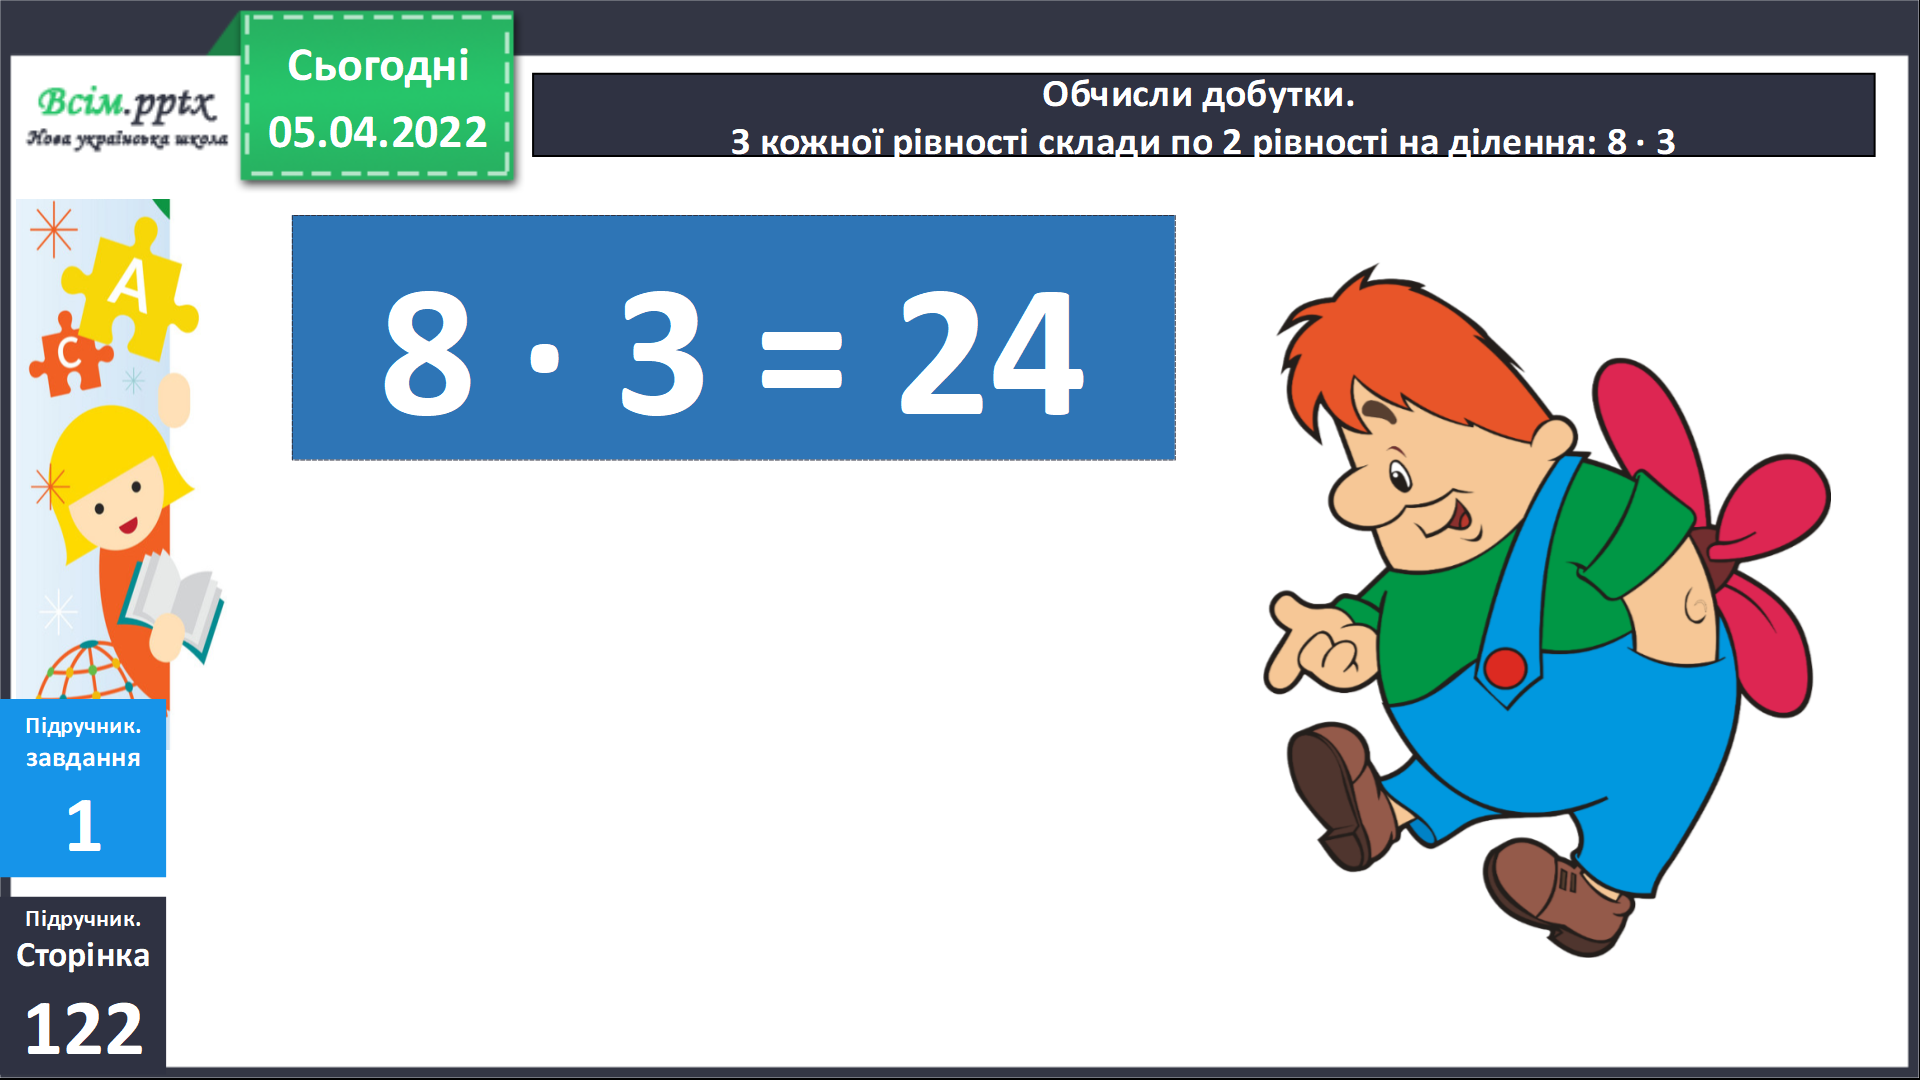 Сьогодні
05.04.2022
Всім.pptx
Нова українська школа
Обчисли добутки.
З кожної рівності склади по 2 рівності на ділення: 8 · 3
8 · 3 = 24
А
С
Підручник.
завдання
1
Підручник.
Сторінка
122